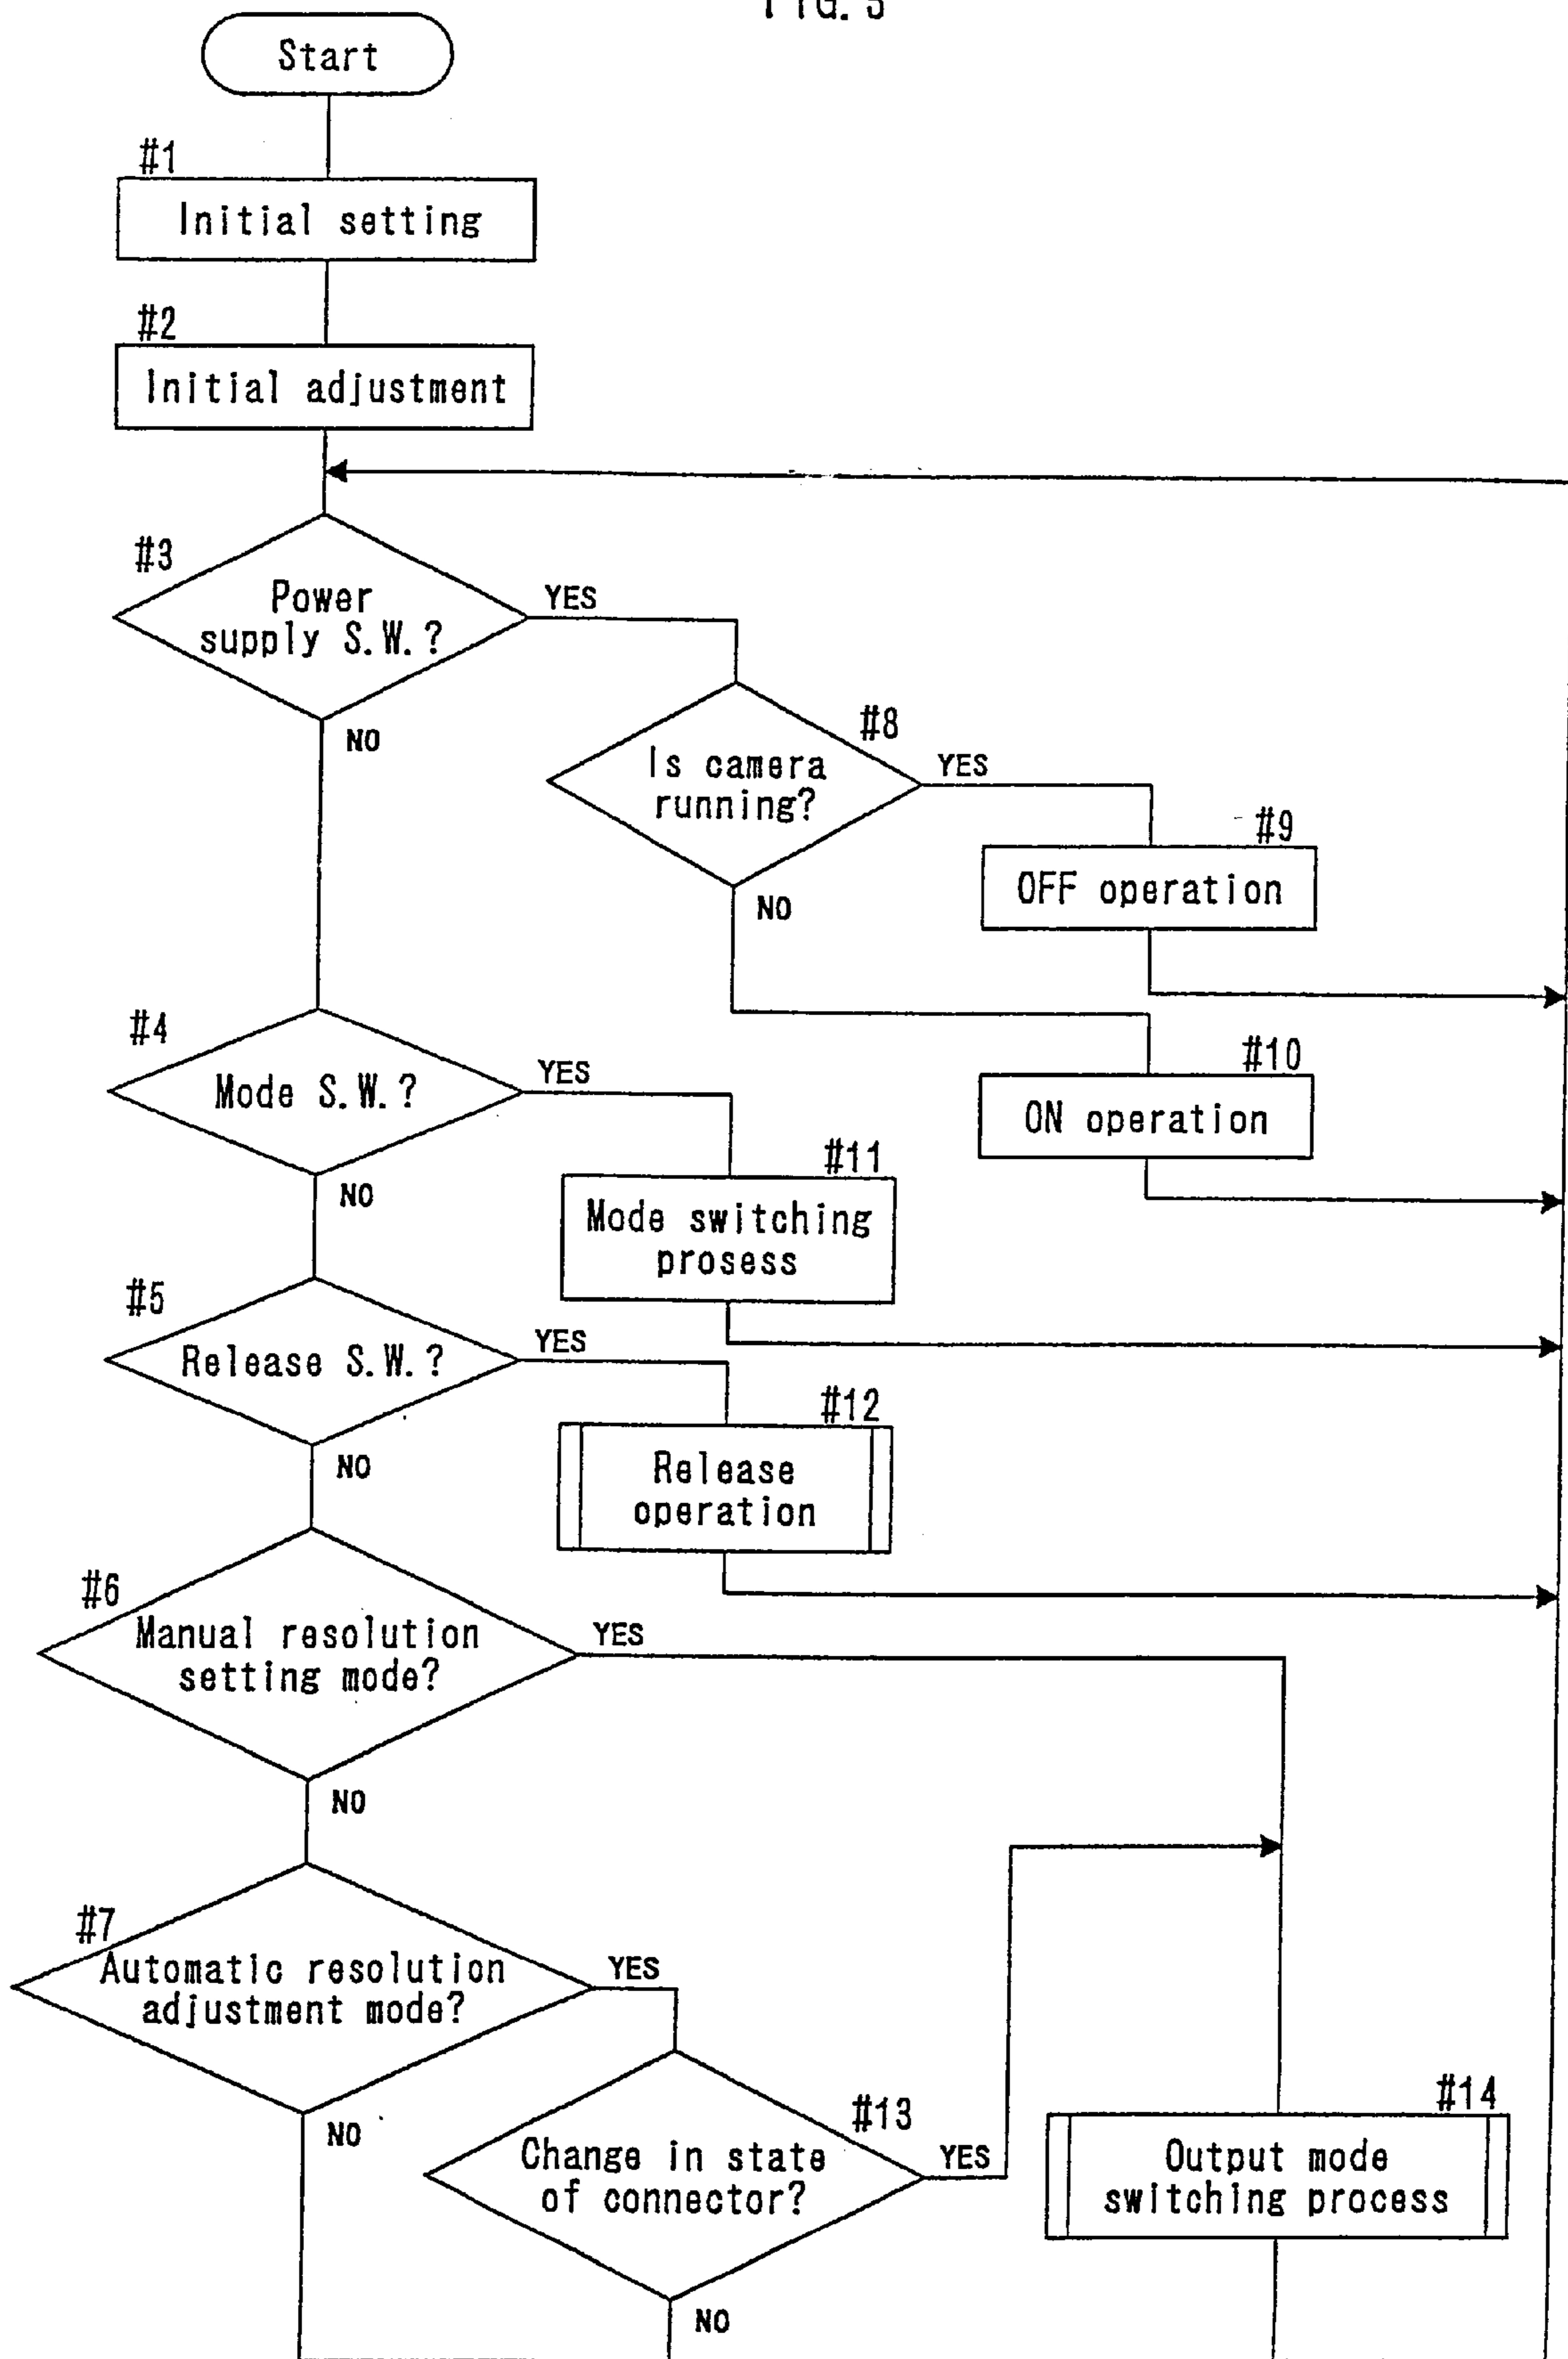 FIG. 3
Start
#1
Initial setting
#2
Initial adjustment
#3
Power
supply S.W.?
YES
NO
#8
Is camera
running?
YES
NO
#9
OFF operation
#10
ON operation
#4
Mode S.W.?
YES
NO
#11
Mode switching
prosess
#5
Release S.W.?
YES
NO
#12
Release
operation
#6
Manual resolution
setting mode?
YES
NO
#7
Automatic resolution
adjustment mode?
YES
NO
#13
Change in state
of connector?
YES
NO
#14
Output mode
switching process